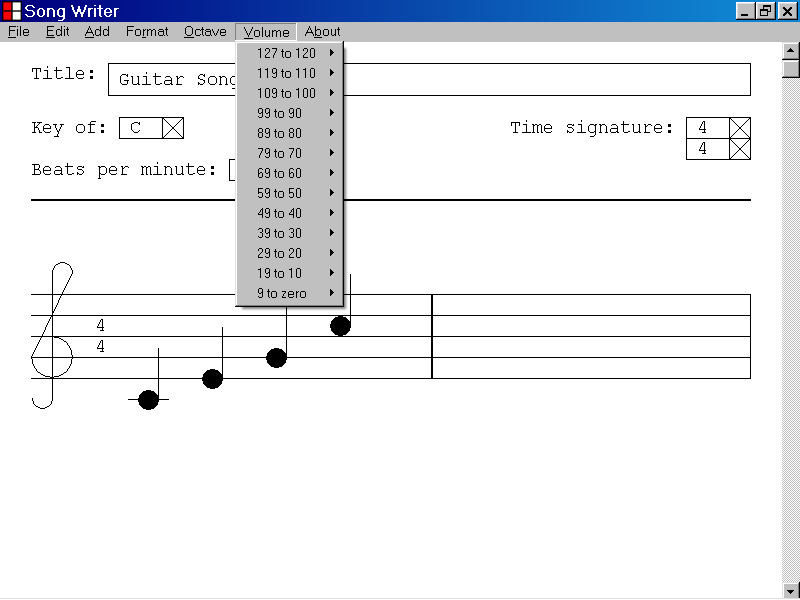 Song Writer
File Edit Add Format Octave Volume About
127 to 120
119 to 110
109 to 100
99 to 90
89 to 80
79 to 70
69 to 60
59 to 50
49 to 40
39 to 30
29 to 20
19 to 10
9 to zero
Title: Guitar Song
Key of: C
Time signature: 4
4
Beats per minute:
4
4